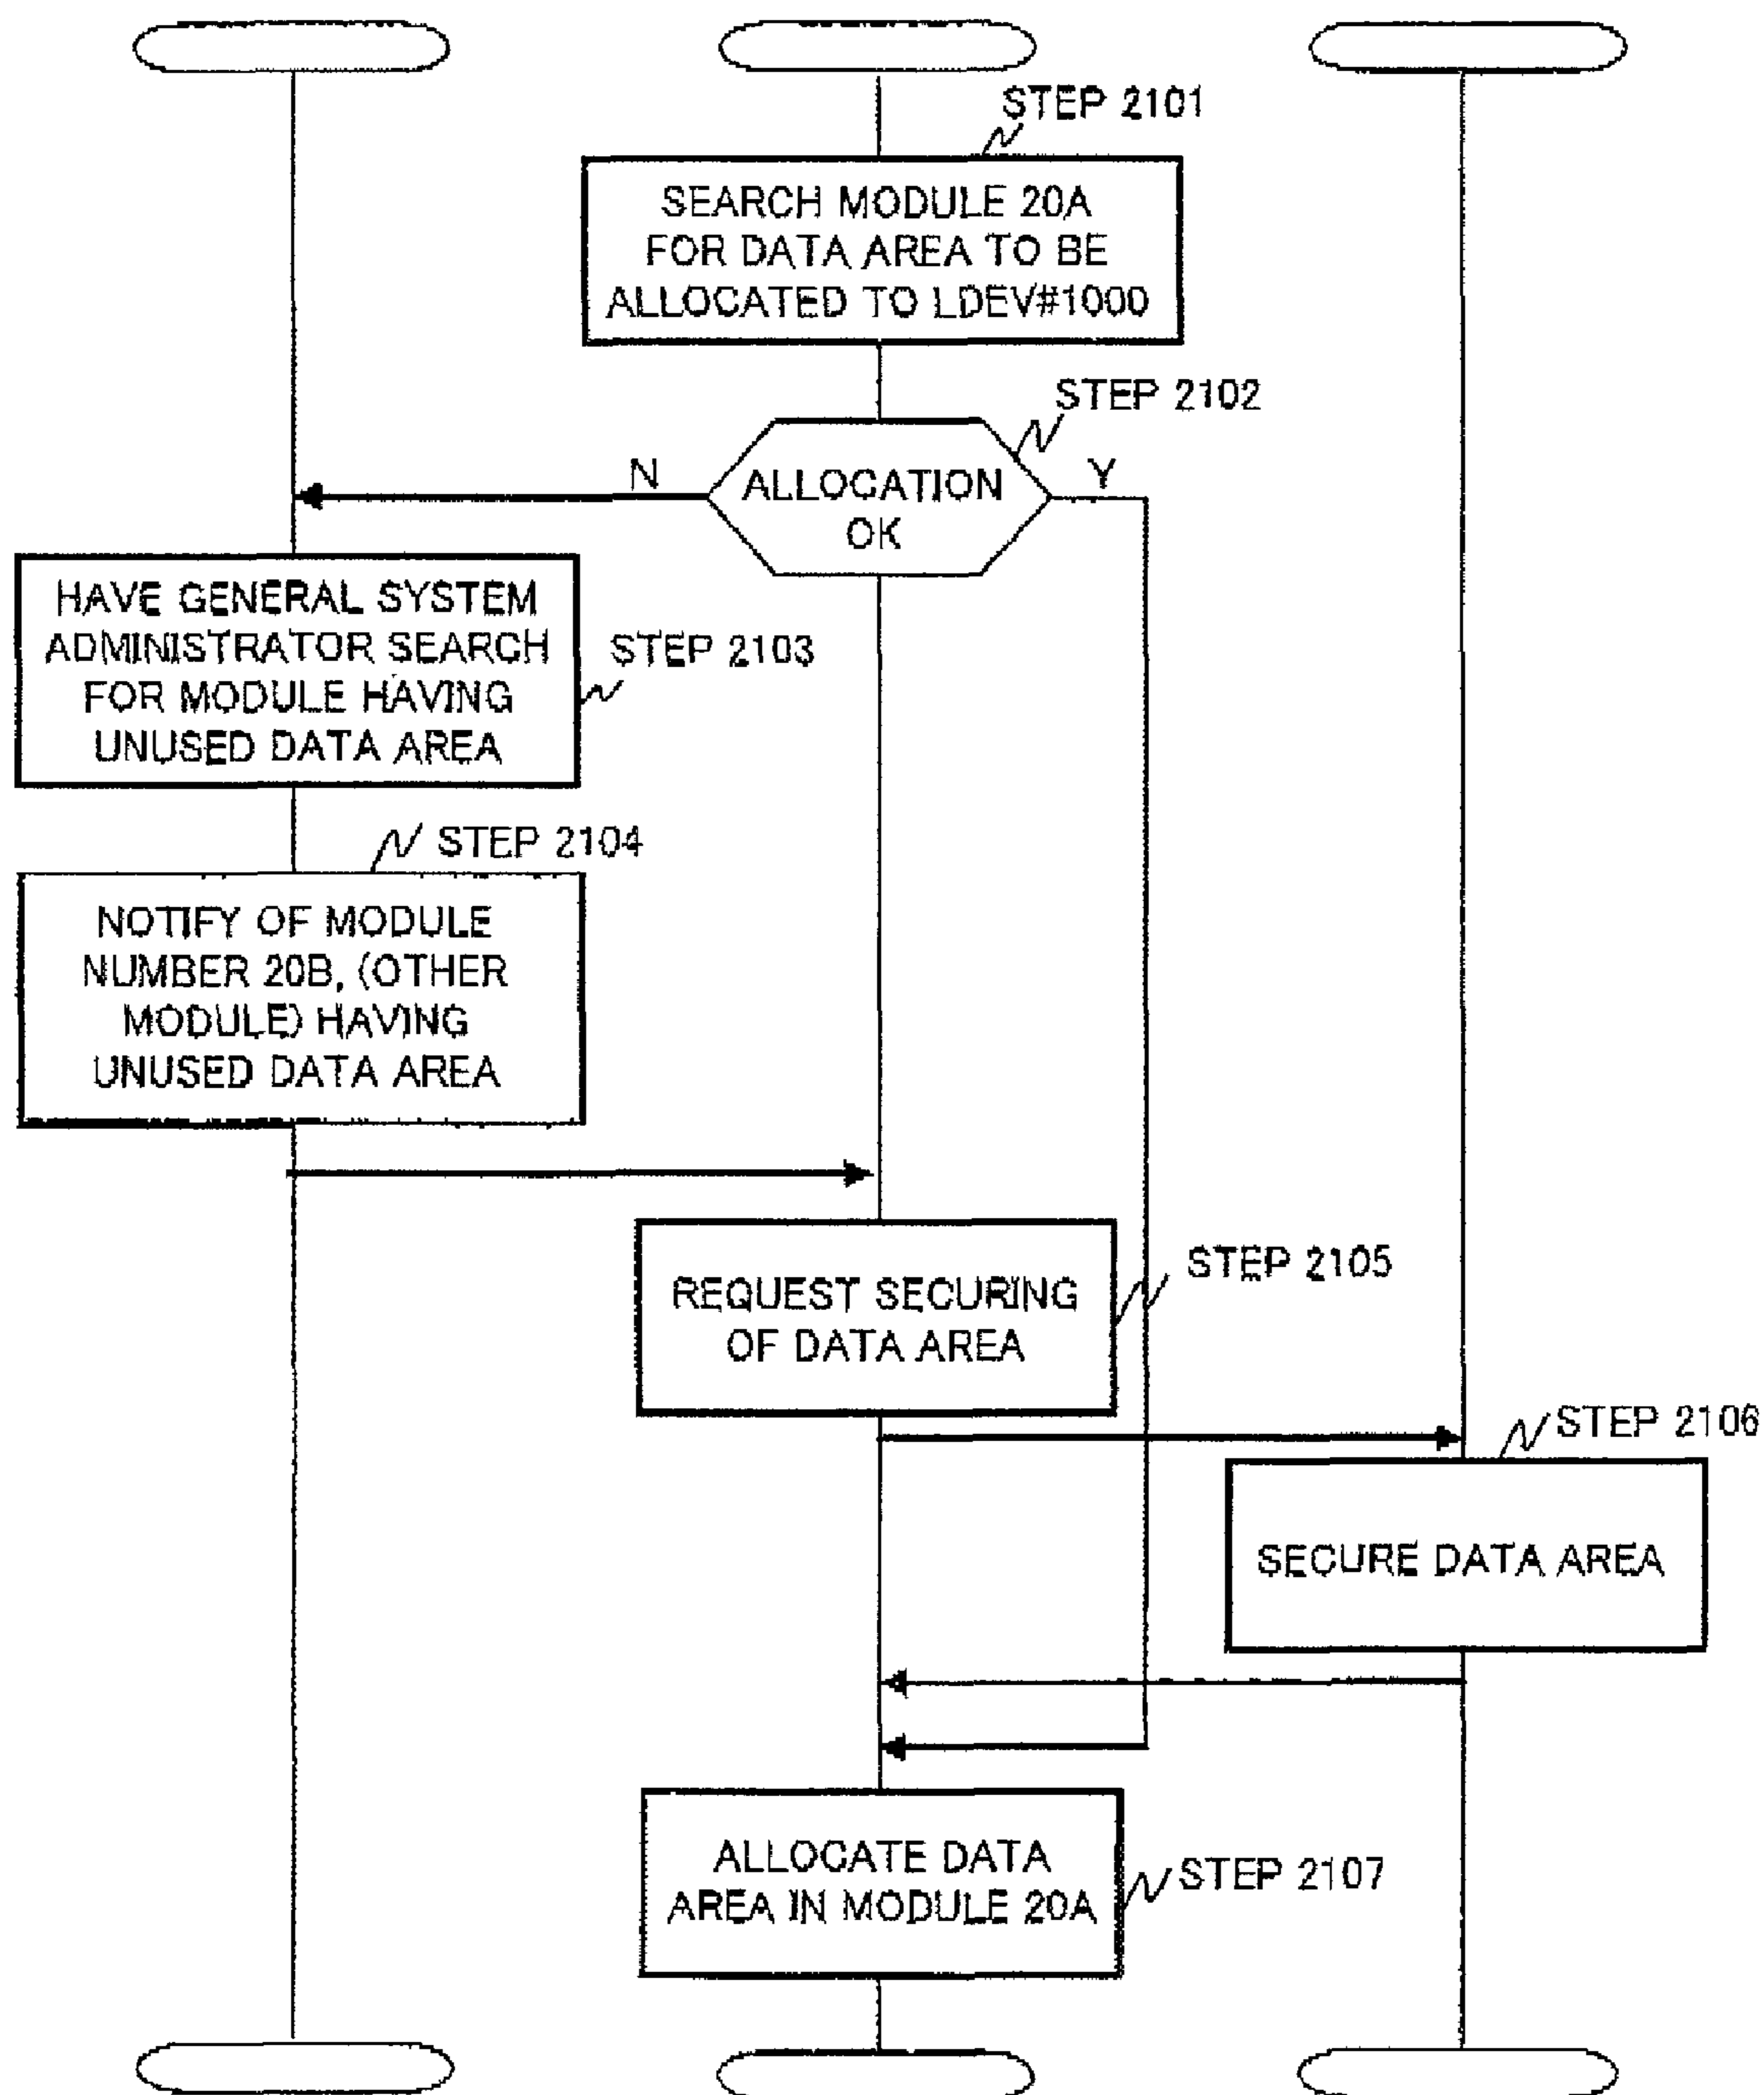 STEP 2101
SEARCH MODULE 20A
FOR DATA AREA TO BE
ALLOCATED TO LDEV#1000
STEP 2102
N
ALLOCATION
OK
Y
HAVE GENERAL SYSTEM
ADMINISTRATOR SEARCH
FOR MODULE HAVING
UNUSED DATA AREA
STEP 2103
STEP 2104
NOTIFY OF MODULE
NUMBER 20B, (OTHER
MODULE) HAVING
UNUSED DATA AREA
REQUEST SECURING
OF DATA AREA
STEP 2105
STEP 2106
SECURE DATA AREA
ALLOCATE DATA
AREA IN MODULE 20A
STEP 2107